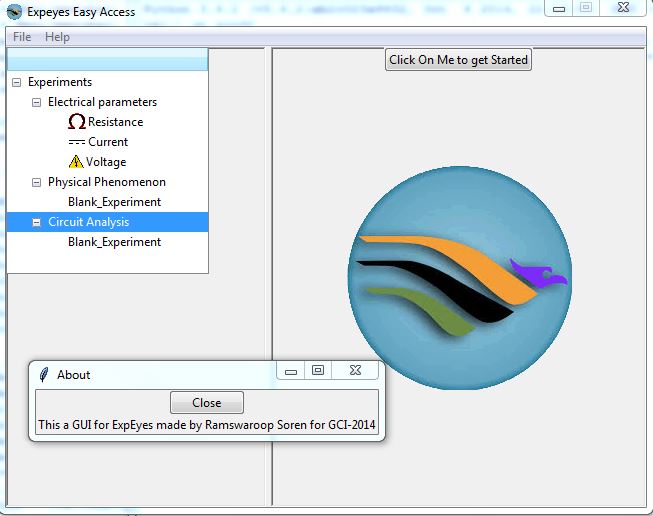 Expeyes Easy Access
File Help
Click On Me to get Started
Experiments
Electrical parameters
Resistance
Current
Voltage
Physical Phenomenon
Blank_Experiment
Circuit Analysis
Blank_Experiment
About
Close
This a GUI for ExpEyes made by Ramswaroop Soren for GCI-2014